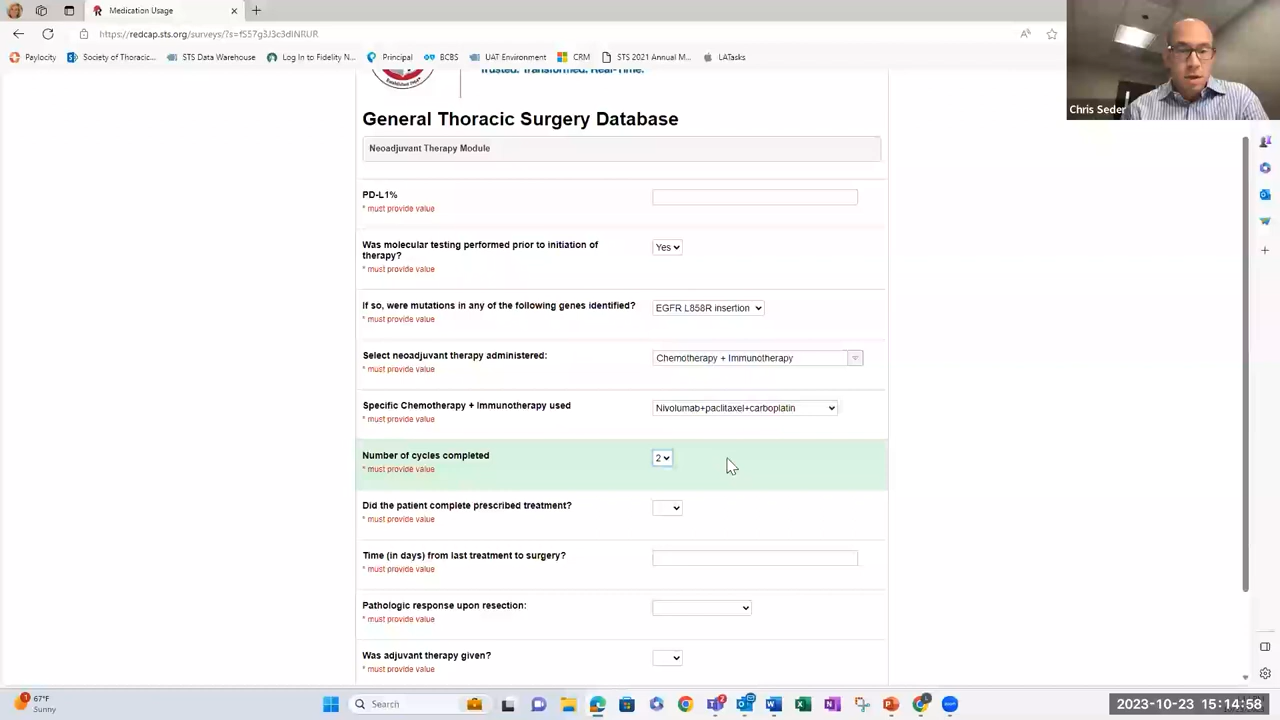 Medication Usage
https://redcap.sts.org/surveys/?s=fS57g3J3c3dINRUR
Paylocity
Society of Thoracic...
STS Data Warehouse
Log In to Fidelity N...
Principal
BCBS
UAT Environment
CRM
STS 2021 Annual M...
LATasks
Chris Seder
Trusted. Transformed. Real-Time.
General Thoracic Surgery Database
Neoadjuvant Therapy Module
PD-L1%
* must provide value
Was molecular testing performed prior to initiation of
therapy?
Yes
* must provide value
If so, were mutations in any of the following genes identified?
EGFR L858R insertion
* must provide value
Select neoadjuvant therapy administered:
Chemotherapy + Immunotherapy
* must provide value
Specific Chemotherapy + Immunotherapy used
Nivolumab+paclitaxel+carboplatin
* must provide value
Number of cycles completed
2
* must provide value
Did the patient complete prescribed treatment?
* must provide value
Time (in days) from last treatment to surgery?
* must provide value
Pathologic response upon resection:
* must provide value
Was adjuvant therapy given?
* must provide value
67°F
Sunny
Search
2023-10-23 15:14:58